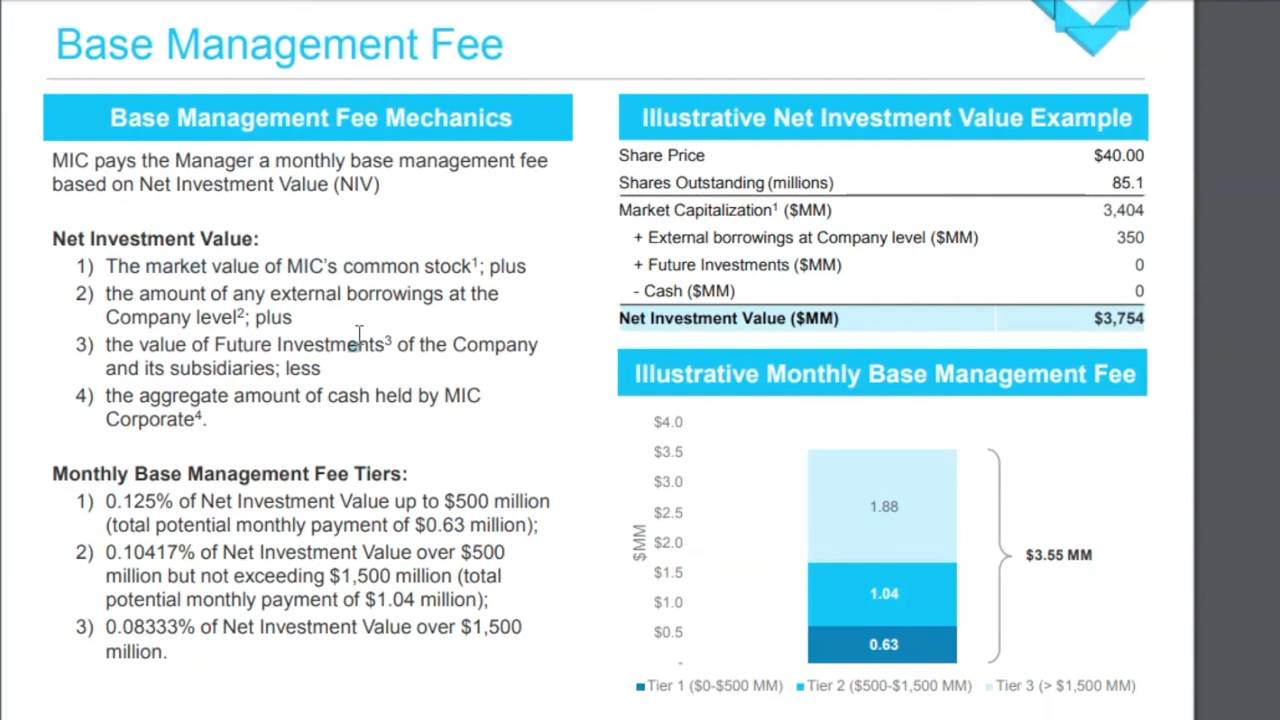 Base Management Fee
Base Management Fee Mechanics
MIC pays the Manager a monthly base management fee
based on Net Investment Value (NIV)
Net Investment Value:
1) The market value of MIC's common stock¹; plus
2) the amount of any external borrowings at the
Company level²; plus
3) the value of Future Investments³ of the Company
and its subsidiaries; less
4) the aggregate amount of cash held by MIC
Corporate⁴.
Monthly Base Management Fee Tiers:
1) 0.125% of Net Investment Value up to $500 million
(total potential monthly payment of $0.63 million);
2) 0.10417% of Net Investment Value over $500
million but not exceeding $1,500 million (total
potential monthly payment of $1.04 million);
3) 0.08333% of Net Investment Value over $1,500
million.
Illustrative Net Investment Value Example
Share Price $40.00
Shares Outstanding (millions) 85.1
Market Capitalization¹ ($MM) 3,404
+ External borrowings at Company level ($MM) 350
+ Future Investments ($MM) 0
- Cash ($MM) 0
Net Investment Value ($MM) $3,754
Illustrative Monthly Base Management Fee
$4.0
$3.5
$3.0
$2.5
$2.0
$1.5
$1.0
$0.5
-
$MM
1.88
1.04
0.63
$3.55 MM
Tier 1 ($0-$500 MM) Tier 2 ($500-$1,500 MM) Tier 3 (> $1,500 MM)